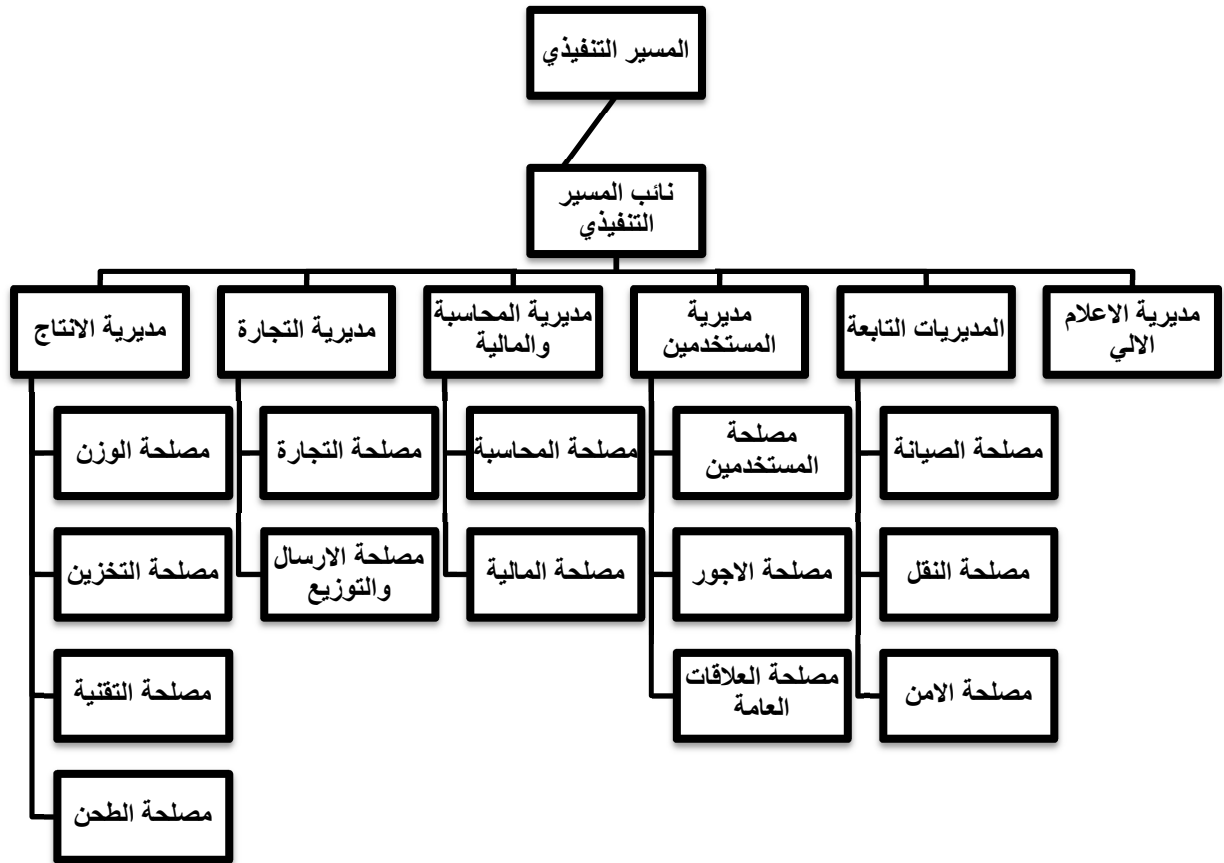 المسير التنفيذي
نائب المسير
التنفيذي
مديرية الاعلام
الالي
المديريات التابعة
مديرية
المستخدمين
مديرية المحاسبة
والمالية
مديرية التجارة
مديرية الانتاج
مصلحة الصيانة
مصلحة
المستخدمين
مصلحة المحاسبة
مصلحة التجارة
مصلحة الوزن
مصلحة النقل
مصلحة الاجور
مصلحة المالية
مصلحة الارسال
والتوزيع
مصلحة التخزين
مصلحة الامن
مصلحة العلاقات
العامة
مصلحة التقنية
مصلحة الطحن